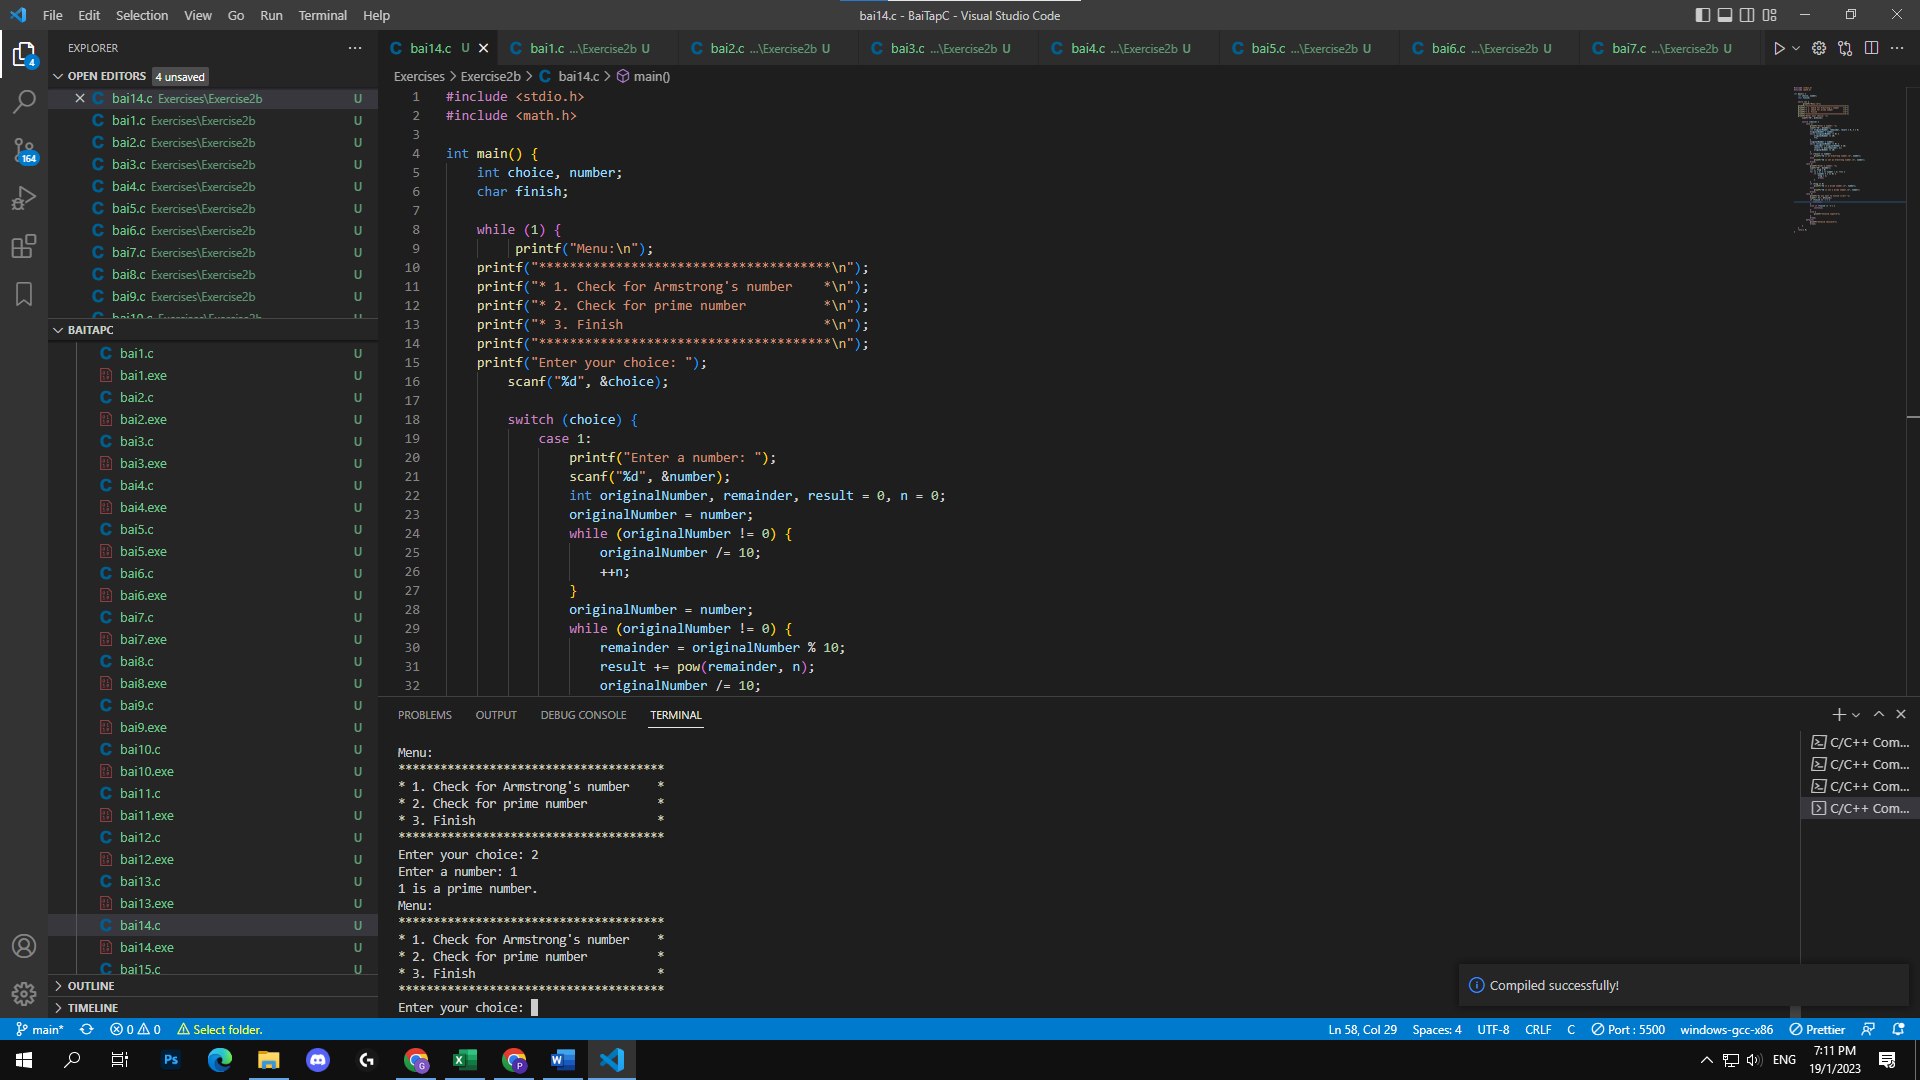 File Edit Selection View Go Run Terminal Help
bai14.c - BaiTapC - Visual Studio Code
EXPLORER
OPEN EDITORS 4 unsaved
bai14.c Exercises\Exercise2b U
bai1.c Exercises\Exercise2b U
bai2.c Exercises\Exercise2b U
bai3.c Exercises\Exercise2b U
bai4.c Exercises\Exercise2b U
bai5.c Exercises\Exercise2b U
bai6.c Exercises\Exercise2b U
bai7.c Exercises\Exercise2b U
bai8.c Exercises\Exercise2b U
bai9.c Exercises\Exercise2b U
bai10.c Exercises\Exercise2b U
BAITAPC
bai1.c U
bai1.exe U
bai2.c U
bai2.exe U
bai3.c U
bai3.exe U
bai4.c U
bai4.exe U
bai5.c U
bai5.exe U
bai6.c U
bai6.exe U
bai7.c U
bai7.exe U
bai8.c U
bai8.exe U
bai9.c U
bai9.exe U
bai10.c U
bai10.exe U
bai11.c U
bai11.exe U
bai12.c U
bai12.exe U
bai13.c U
bai13.exe U
bai14.c U
bai14.exe U
bai15.c U
OUTLINE
TIMELINE
4
164
bai14.c U bai1.c ...\Exercise2b U bai2.c ...\Exercise2b U bai3.c ...\Exercise2b U bai4.c ...\Exercise2b U bai5.c ...\Exercise2b U bai6.c ...\Exercise2b U bai7.c ...\Exercise2b U
Exercises > Exercise2b > C bai14.c > main()
1 #include <stdio.h>
2 #include <math.h>
3
4 int main() {
5 int choice, number;
6 char finish;
7
8 while (1) {
9 printf("Menu:\n");
10 printf("**************************************\n");
11 printf("* 1. Check for Armstrong's number    *\n");
12 printf("* 2. Check for prime number          *\n");
13 printf("* 3. Finish                          *\n");
14 printf("**************************************\n");
15 printf("Enter your choice: ");
16 scanf("%d", &choice);
17
18 switch (choice) {
19 case 1:
20 printf("Enter a number: ");
21 scanf("%d", &number);
22 int originalNumber, remainder, result = 0, n = 0;
23 originalNumber = number;
24 while (originalNumber != 0) {
25 originalNumber /= 10;
26 ++n;
27 }
28 originalNumber = number;
29 while (originalNumber != 0) {
30 remainder = originalNumber % 10;
31 result += pow(remainder, n);
32 originalNumber /= 10;
PROBLEMS OUTPUT DEBUG CONSOLE TERMINAL
Menu:
**************************************
* 1. Check for Armstrong's number    *
* 2. Check for prime number          *
* 3. Finish                          *
**************************************
Enter your choice: 2
Enter a number: 1
1 is a prime number.
Menu:
**************************************
* 1. Check for Armstrong's number    *
* 2. Check for prime number          *
* 3. Finish                          *
**************************************
Enter your choice:
C/C++ Com...
C/C++ Com...
C/C++ Com...
C/C++ Com...
Compiled successfully!
main* 0 0 Select folder. Ln 58, Col 29 Spaces: 4 UTF-8 CRLF C Port : 5500 windows-gcc-x86 Prettier
ENG 7:11 PM
19/1/2023